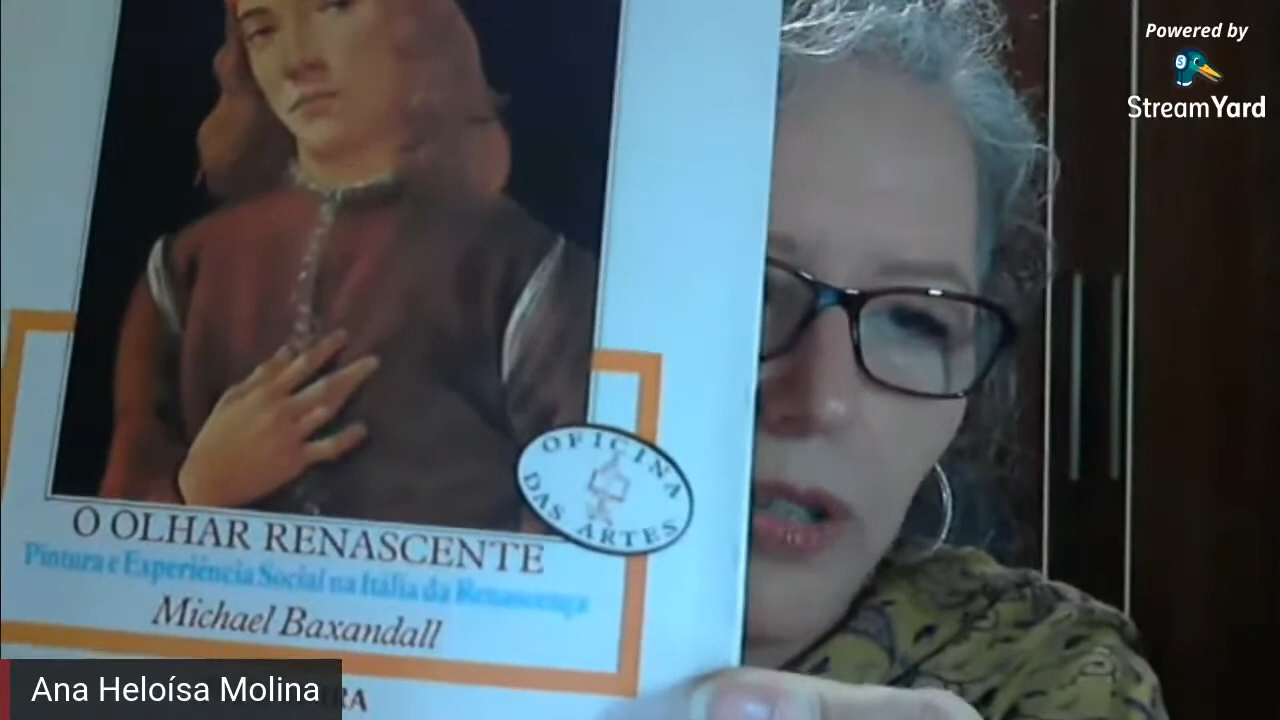 Powered by
StreamYard
OFICINA
DAS ARTES
O OLHAR RENASCENTE
Pintura e Experiência Social na Itália da Renascença
Michael Baxandall
Ana Heloísa Molina